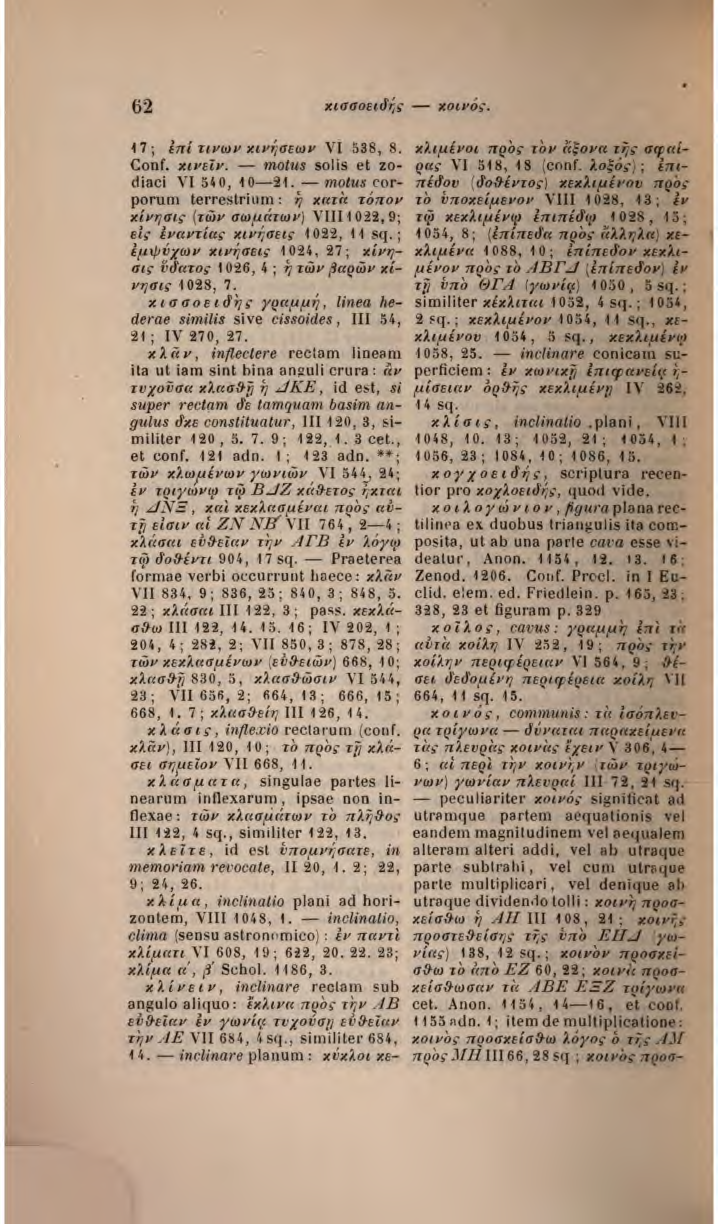 62
κισσοειδής — κοινός.
17; ἐπί τινων κινήσεων VI 538, 8.
Conf. κινεῖν. — motus solis et zo-
diaci VI 540, 10—21. — motus cor-
porum terrestrium: ἡ κατὰ τόπον
κίνησις (τῶν σωμάτων) VIII 1022, 9;
εἰς ἐναντίας κινήσεις 1022, 11 sq.;
ἐμψύχων κινήσεις 1024, 27; κίνη-
σις ὕδατος 1026, 4; ἡ τῶν βαρῶν κί-
νησις 1028, 7.
κισσοειδὴς γραμμή, linea he-
derae similis sive cissoides, III 54,
21; IV 270, 27.
κλᾶν, inflectere rectam lineam
ita ut iam sint bina anguli crura: ἂν
τυχοῦσα κλασθῇ ἡ ΔΚΕ, id est, si
super rectam δε tamquam basim an-
gulus δκε constituatur, III 120, 3, si-
militer 120, 5. 7. 9; 122, 1. 3 cet.,
et conf. 121 adn. 1; 123 adn. **;
τῶν κλωμένων γωνιῶν VI 544, 24;
ἐν τριγώνῳ τῷ ΒΔΖ κάθετος ἦκται
ἡ ΔΝΞ, καὶ κεκλασμέναι πρὸς αὐ-
τῇ εἰσιν αἱ ΖΝ ΝΒ VII 764, 2—4;
κλάσαι εὐθεῖαν τὴν ΑΓΒ ἐν λόγῳ
τῷ δοθέντι 904, 17 sq. — Praeterea
formae verbi occurrunt haece: κλᾶν
VII 834, 9; 836, 25; 840, 3; 848, 5.
22; κλάσαι III 122, 3; pass. κεκλά-
σθω III 122, 14. 15. 16; IV 202, 1;
204, 4; 282, 2; VII 850, 3; 878, 28;
τῶν κεκλασμένων (εὐθειῶν) 668, 10;
κλασθῇ 830, 5, κλασθῶσιν VI 544,
23; VII 656, 2; 664, 13; 666, 15;
668, 1. 7; κλασθείη III 126, 14.
κλάσις, inflexio rectarum (conf.
κλᾶν), III 120, 10; τὸ πρὸς τῇ κλά-
σει σημεῖον VII 668, 11.
κλάσματα, singulae partes li-
nearum inflexarum, ipsae non in-
flexae: τῶν κλασμάτων τὸ πλῆθος
III 122, 4 sq., similiter 122, 13.
κλεῖτε, id est ὑπομνήσατε, in
memoriam revocate, II 20, 1. 2; 22,
9; 24, 26.
κλίμα, inclinatio plani ad hori-
zontem, VIII 1048, 1. — inclinatio,
clima (sensu astronomico): ἐν παντὶ
κλίματι VI 608, 19; 622, 20. 22. 23;
κλίμα α', β' Schol. 1186, 3.
κλίνειν, inclinare rectam sub
angulo aliquo: ἔκλινα πρὸς τὴν ΑΒ
εὐθεῖαν ἐν γωνίᾳ τυχούσῃ εὐθεῖαν
τὴν ΑΕ VII 684, 4 sq., similiter 684,
14. — inclinare planum: κύκλοι κε-
κλιμένοι πρὸς τὸν ἄξονα τῆς σφαί-
ρας VI 518, 18 (conf. λοξός); ἐπι-
πέδου (δοθέντος) κεκλιμένου πρὸς
τὸ ὑποκείμενον VIII 1028, 13; ἐν
τῷ κεκλιμένῳ ἐπιπέδῳ 1028, 15;
1054, 8; (ἐπίπεδα πρὸς ἄλληλα) κε-
κλιμένα 1088, 10; ἐπίπεδον κεκλι-
μένον πρὸς τὸ ΑΒΓΔ (ἐπίπεδον) ἐν
τῇ ὑπὸ ΘΓΛ (γωνίᾳ) 1050, 5 sq.;
similiter κέκλιται 1052, 4 sq.; 1054,
2 sq.; κεκλιμένον 1054, 11 sq., κε-
κλιμένου 1054, 5 sq., κεκλιμένῳ
1058, 25. — inclinare conicam su-
perficiem: ἐν κωνικῇ ἐπιφανείᾳ ἡ-
μίσειαν ὀρθῆς κεκλιμένῃ IV 262,
14 sq.
κλίσις, inclinatio plani, VIII
1048, 10. 13; 1052, 21; 1054, 1;
1056, 23; 1084, 10; 1086, 15.
κογχοειδής, scriptura recen-
tior pro κοχλοειδής, quod vide.
κοιλογώνιον, figura plana rec-
tilinea ex duobus triangulis ita com-
posita, ut ab una parte cava esse vi-
deatur, Anon. 1154, 12. 13. 16;
Zenod. 1206. Conf. Procl. in I Eu-
clid. elem. ed. Friedlein. p. 165, 23;
328, 23 et figuram p. 329
κοῖλος, cavus: γραμμὴ ἐπὶ τὰ
αὐτὰ κοίλη IV 252, 19; πρὸς τὴν
κοίλην περιφέρειαν VI 564, 9; θέ-
σει δεδομένη περιφέρεια κοίλη VII
664, 11 sq. 15.
κοινός, communis: τὰ ἰσόπλευ-
ρα τρίγωνα — δύναται παρακείμενα
τὰς πλευρὰς κοινὰς ἔχειν V 306, 4—
6; αἱ περὶ τὴν κοινὴν (τῶν τριγώ-
νων) γωνίαν πλευραί III 72, 21 sq.
— peculiariter κοινός significat ad
utramque partem aequationis vel
eandem magnitudinem vel aequalem
alteram alteri addi, vel ab utraque
parte subtrahi, vel cum utraque
parte multiplicari, vel denique ab
utraque dividendo tolli: κοινὴ προσ-
κείσθω ἡ ΑΗ III 108, 21; κοινῆς
προστεθείσης τῆς ὑπὸ ΕΗΔ (γω-
νίας) 138, 12 sq.; κοινὸν προσκεί-
σθω τὸ ἀπὸ ΕΖ 60, 22; κοινὰ προσ-
κείσθωσαν τὰ ΑΒΕ ΕΞΖ τρίγωνα
cet. Anon. 1154, 14—16, et conf.
1155 adn. 1; item de multiplicatione:
κοινὸς προσκείσθω λόγος ὁ τῆς ΑΜ
πρὸς ΜΗ III 66, 28 sq; κοινὸς προσ-